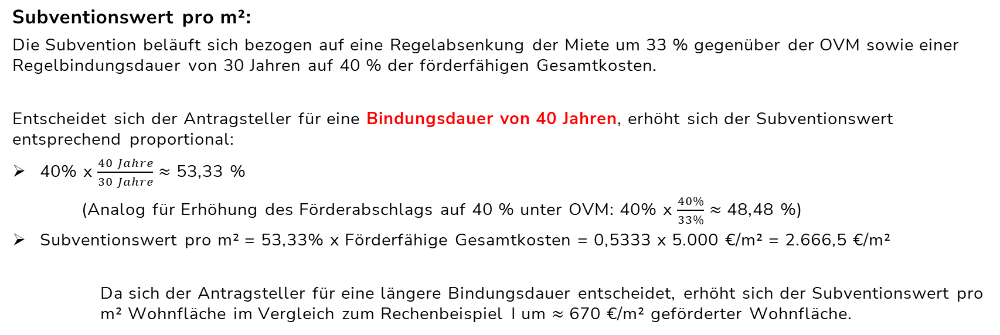 Subventionswert pro m²:
Die Subvention beläuft sich bezogen auf eine Regelabsenkung der Miete um 33 % gegenüber der OVM sowie einer
Regelbindungsdauer von 30 Jahren auf 40 % der förderfähigen Gesamtkosten.
Entscheidet sich der Antragsteller für eine Bindungsdauer von 40 Jahren, erhöht sich der Subventionswert
entsprechend proportional:
➢ 40% x 40 Jahre / 30 Jahre ≈ 53,33 %
(Analog für Erhöhung des Förderabschlags auf 40 % unter OVM: 40% x 40% / 33% ≈ 48,48 %)
➢ Subventionswert pro m² = 53,33% x Förderfähige Gesamtkosten = 0,5333 x 5.000 €/m² = 2.666,5 €/m²
Da sich der Antragsteller für eine längere Bindungsdauer entscheidet, erhöht sich der Subventionswert pro
m² Wohnfläche im Vergleich zum Rechenbeispiel I um ≈ 670 €/m² geförderter Wohnfläche.